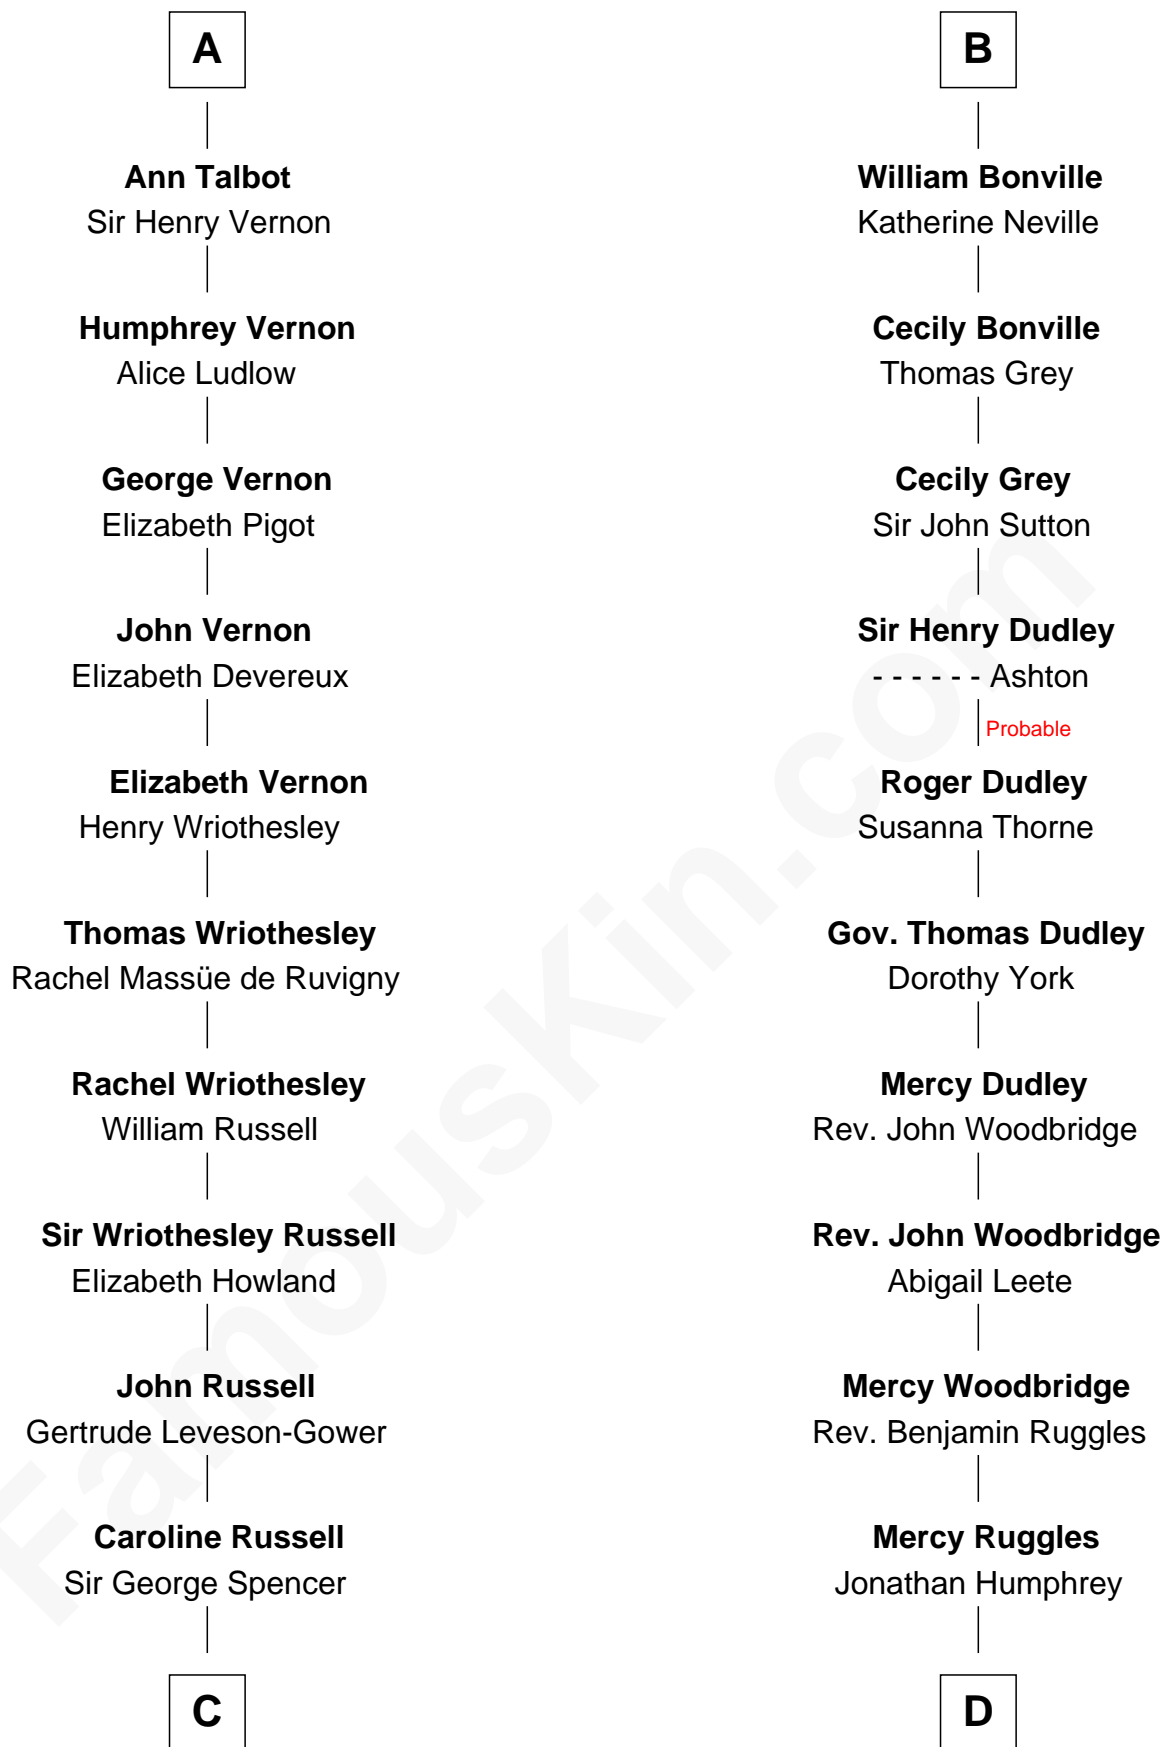 A
Ann Talbot
Sir Henry Vernon
Humphrey Vernon
Alice Ludlow
George Vernon
Elizabeth Pigot
John Vernon
Elizabeth Devereux
Elizabeth Vernon
Henry Wriothesley
Thomas Wriothesley
Rachel Massüe de Ruvigny
Rachel Wriothesley
William Russell
Sir Wriothesley Russell
Elizabeth Howland
John Russell
Gertrude Leveson-Gower
Caroline Russell
Sir George Spencer
C
B
William Bonville
Katherine Neville
Cecily Bonville
Thomas Grey
Cecily Grey
Sir John Sutton
Sir Henry Dudley
- - - - - - Ashton
Probable
Roger Dudley
Susanna Thorne
Gov. Thomas Dudley
Dorothy York
Mercy Dudley
Rev. John Woodbridge
Rev. John Woodbridge
Abigail Leete
Mercy Woodbridge
Rev. Benjamin Ruggles
Mercy Ruggles
Jonathan Humphrey
D
FamousKin.com